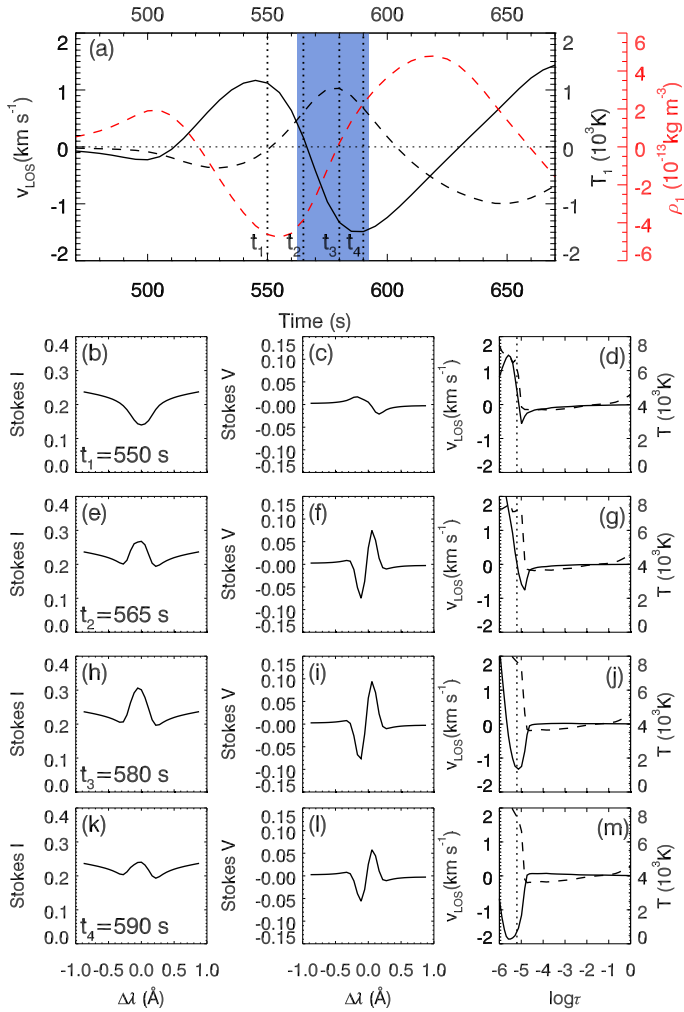 500 550 600 650
(a)
v_LOS(km s⁻¹)
2
1
0
-1
-2
t₁ t₂ t₃ t₄
2
1
0
-1
-2
T₁ (10³K)
6
4
2
0
-2
-4
-6
ρ₁ (10⁻¹³kg m⁻³)
500 550 600 650
Time (s)
Stokes I
0.4
0.3
0.2
0.1
0.0
(b)
t₁=550 s
Stokes V
0.15
0.10
0.05
-0.00
-0.05
-0.10
-0.15
(c)
v_LOS(km s⁻¹)
2
1
0
-1
-2
(d)
8
6
4
2
0
T (10³K)
Stokes I
0.4
0.3
0.2
0.1
0.0
(e)
t₂=565 s
Stokes V
0.15
0.10
0.05
-0.00
-0.05
-0.10
-0.15
(f)
v_LOS(km s⁻¹)
2
1
0
-1
-2
(g)
8
6
4
2
0
T (10³K)
Stokes I
0.4
0.3
0.2
0.1
0.0
(h)
t₃=580 s
Stokes V
0.15
0.10
0.05
-0.00
-0.05
-0.10
-0.15
(i)
v_LOS(km s⁻¹)
2
1
0
-1
-2
(j)
8
6
4
2
0
T (10³K)
Stokes I
0.4
0.3
0.2
0.1
0.0
(k)
t₄=590 s
-1.0 -0.5 0.0 0.5 1.0
Δλ (Å)
Stokes V
0.15
0.10
0.05
-0.00
-0.05
-0.10
-0.15
(l)
-1.0 -0.5 0.0 0.5 1.0
Δλ (Å)
v_LOS(km s⁻¹)
2
1
0
-1
-2
(m)
8
6
4
2
0
T (10³K)
-6 -5 -4 -3 -2 -1 0
logτ